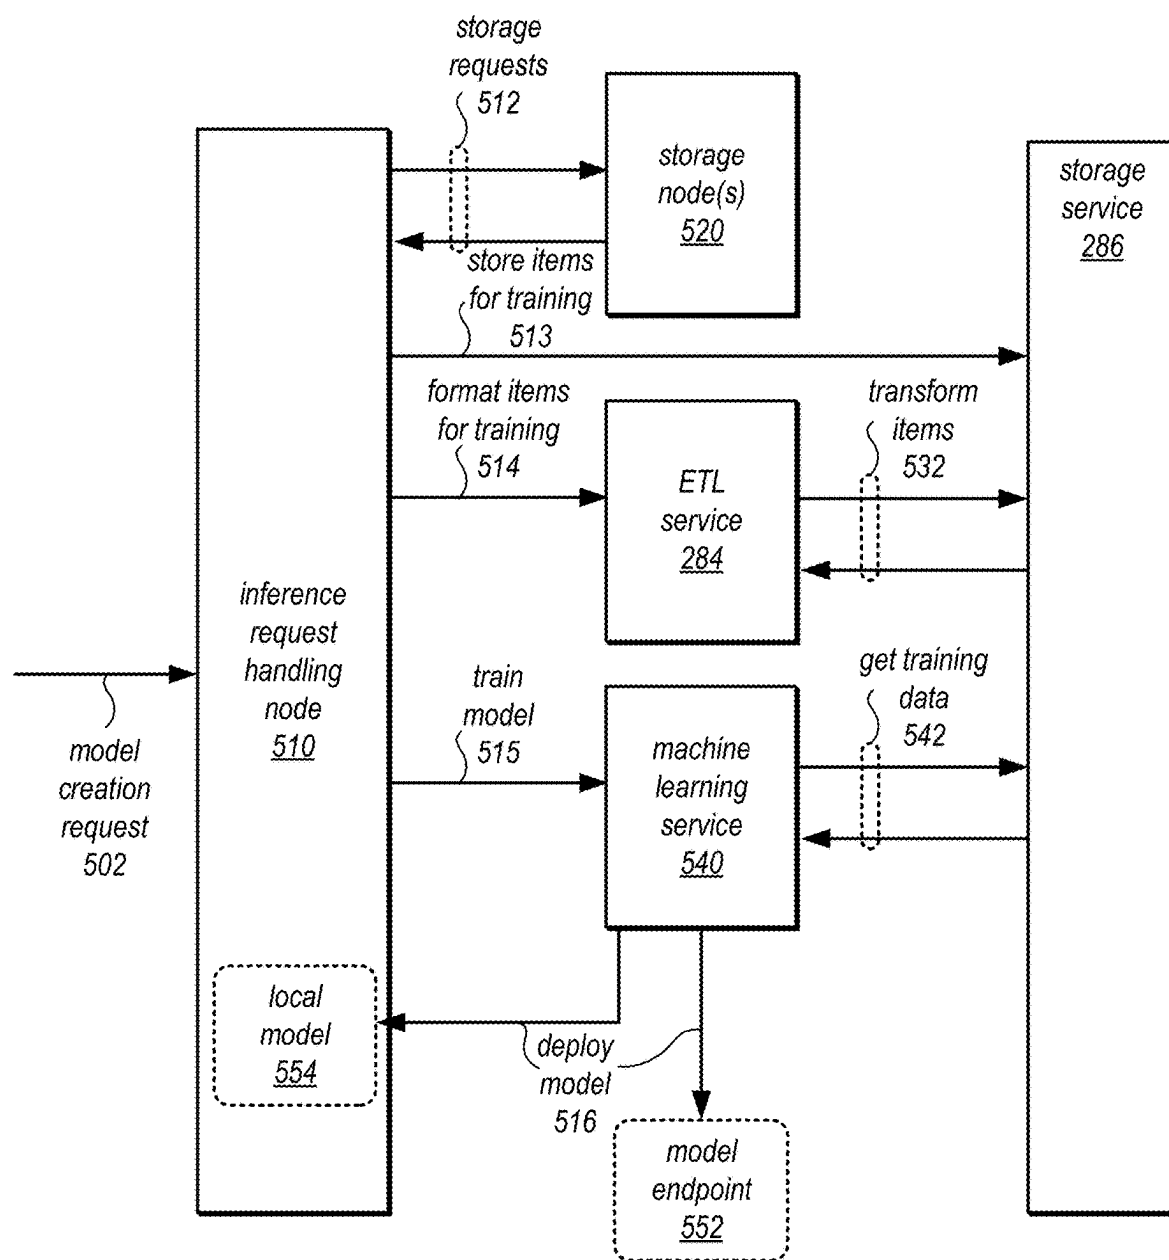 storage
requests
512
storage
node(s)
520
storage
service
286
store items
for training
513
format items
for training
514
transform
items
532
ETL
service
284
inference
request
handling
node
510
model
creation
request
502
train
model
515
machine
learning
service
540
get training
data
542
local
model
554
deploy
model
516
model
endpoint
552